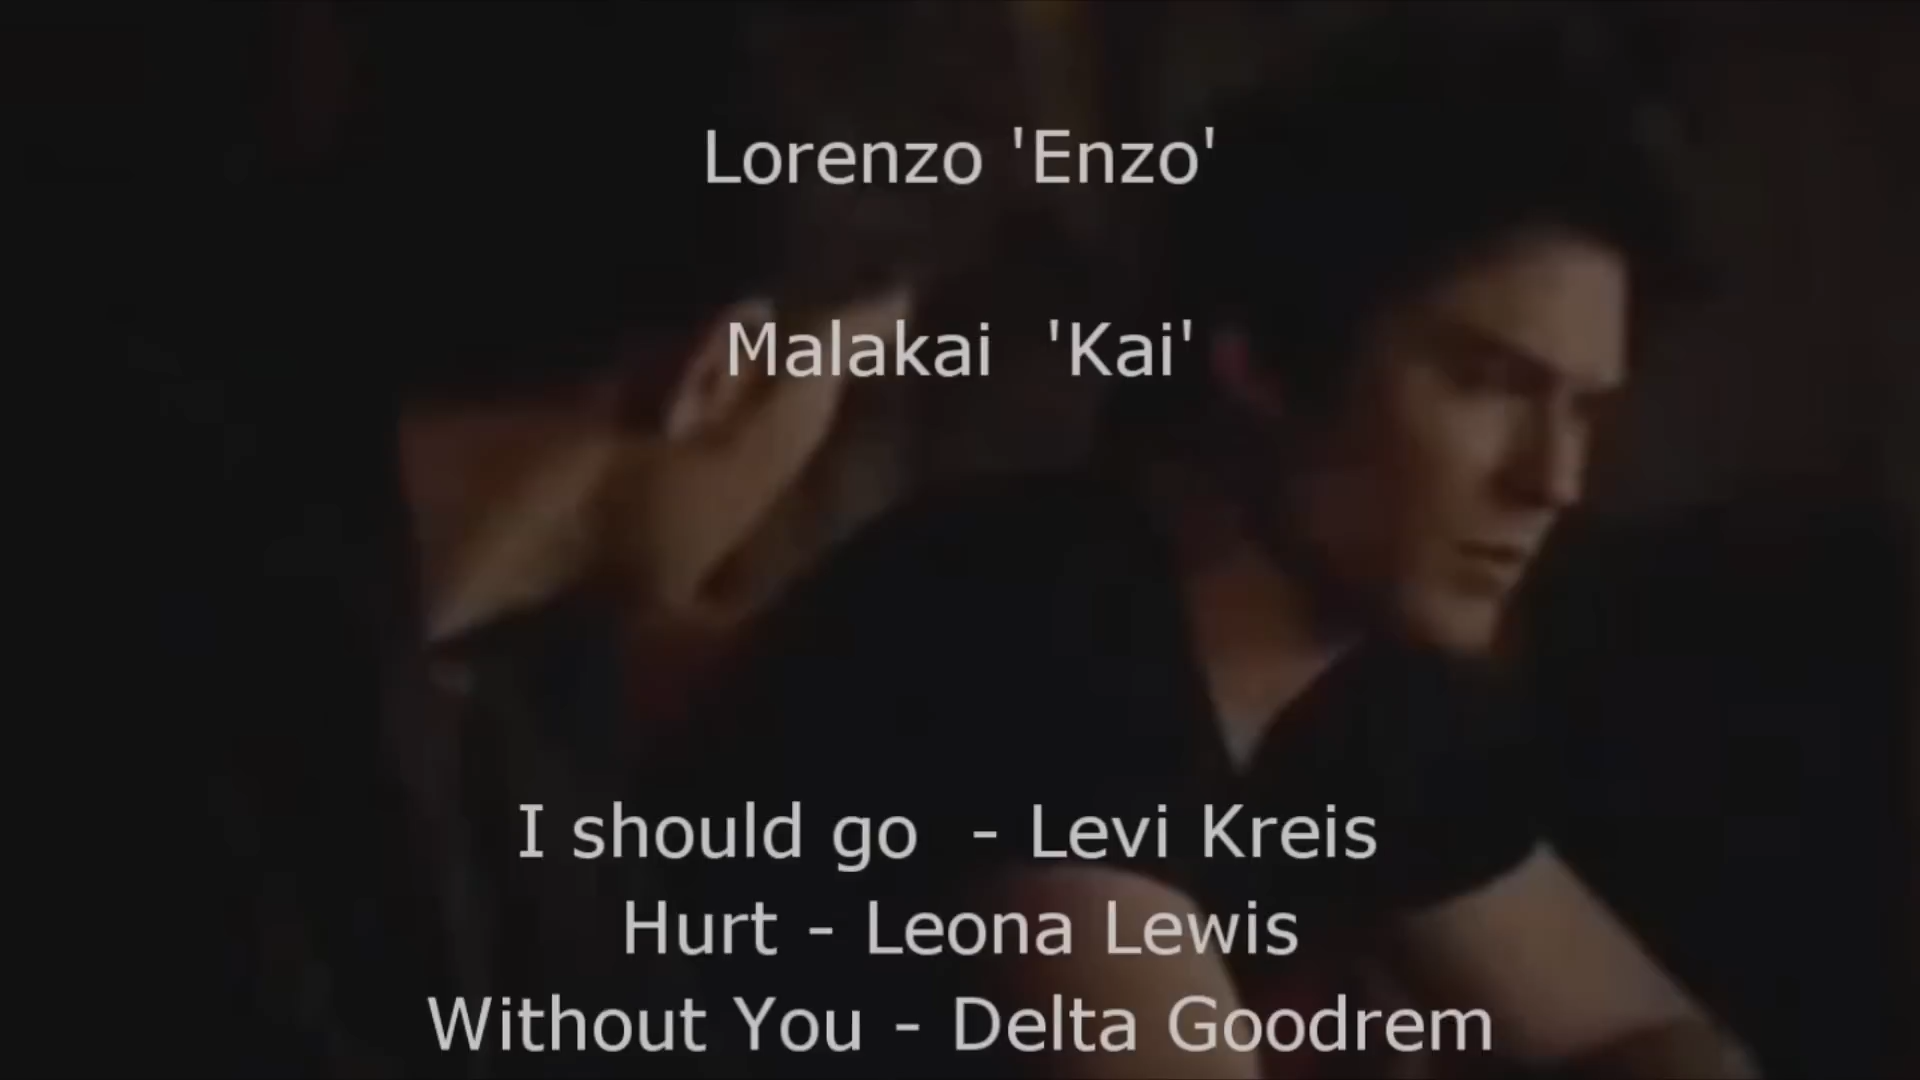 Lorenzo 'Enzo'
Malakai 'Kai'
I should go - Levi Kreis
Hurt - Leona Lewis
Without You - Delta Goodrem